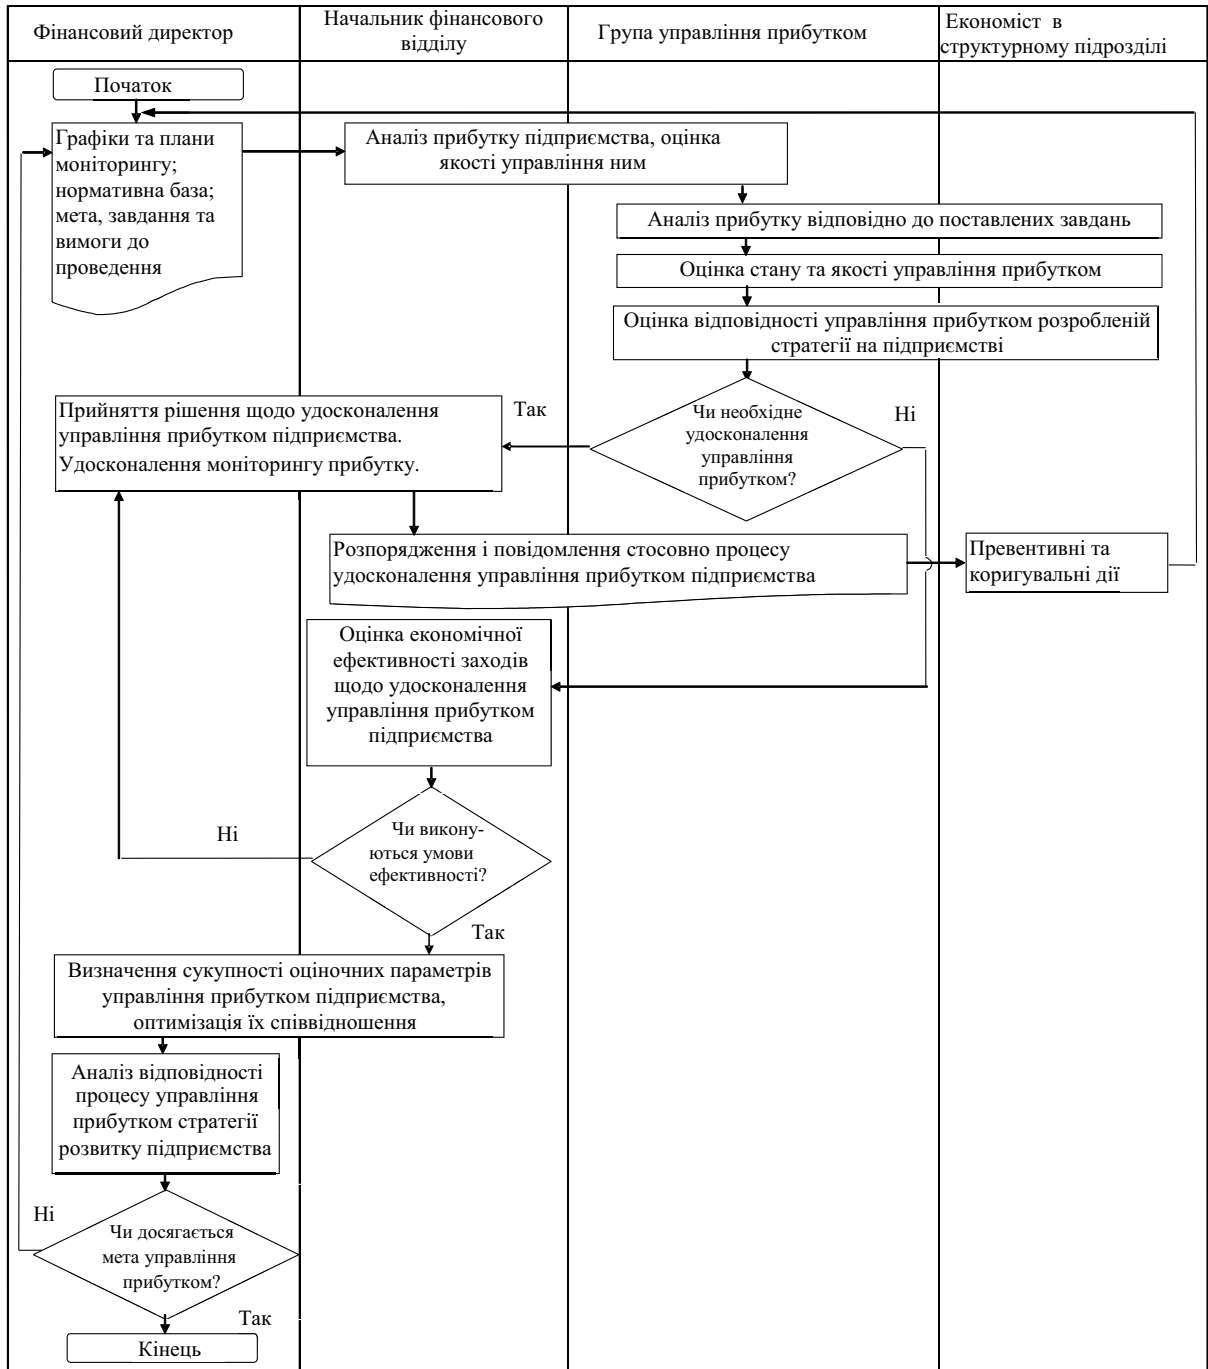 Фінансовий директор
Начальник фінансового
відділу
Група управління прибутком
Економіст в
структурному підрозділі
Початок
Графіки та плани
моніторингу;
нормативна база;
мета, завдання та
вимоги до
проведення
Аналіз прибутку підприємства, оцінка
якості управління ним
Аналіз прибутку відповідно до поставлених завдань
Оцінка стану та якості управління прибутком
Оцінка відповідності управління прибутком розробленій
стратегії на підприємстві
Чи необхідне
удосконалення
управління
прибутком?
Так
Ні
Прийняття рішення щодо удосконалення
управління прибутком підприємства.
Удосконалення моніторингу прибутку.
Розпорядження і повідомлення стосовно процесу
удосконалення управління прибутком підприємства
Превентивні та
коригувальні дії
Оцінка економічної
ефективності заходів
щодо удосконалення
управління прибутком
підприємства
Ні
Чи викону-
ються умови
ефективності?
Так
Визначення сукупності оціночних параметрів
управління прибутком підприємства,
оптимізація їх співвідношення
Аналіз відповідності
процесу управління
прибутком стратегії
розвитку підприємства
Ні
Чи досягається
мета управління
прибутком?
Так
Кінець